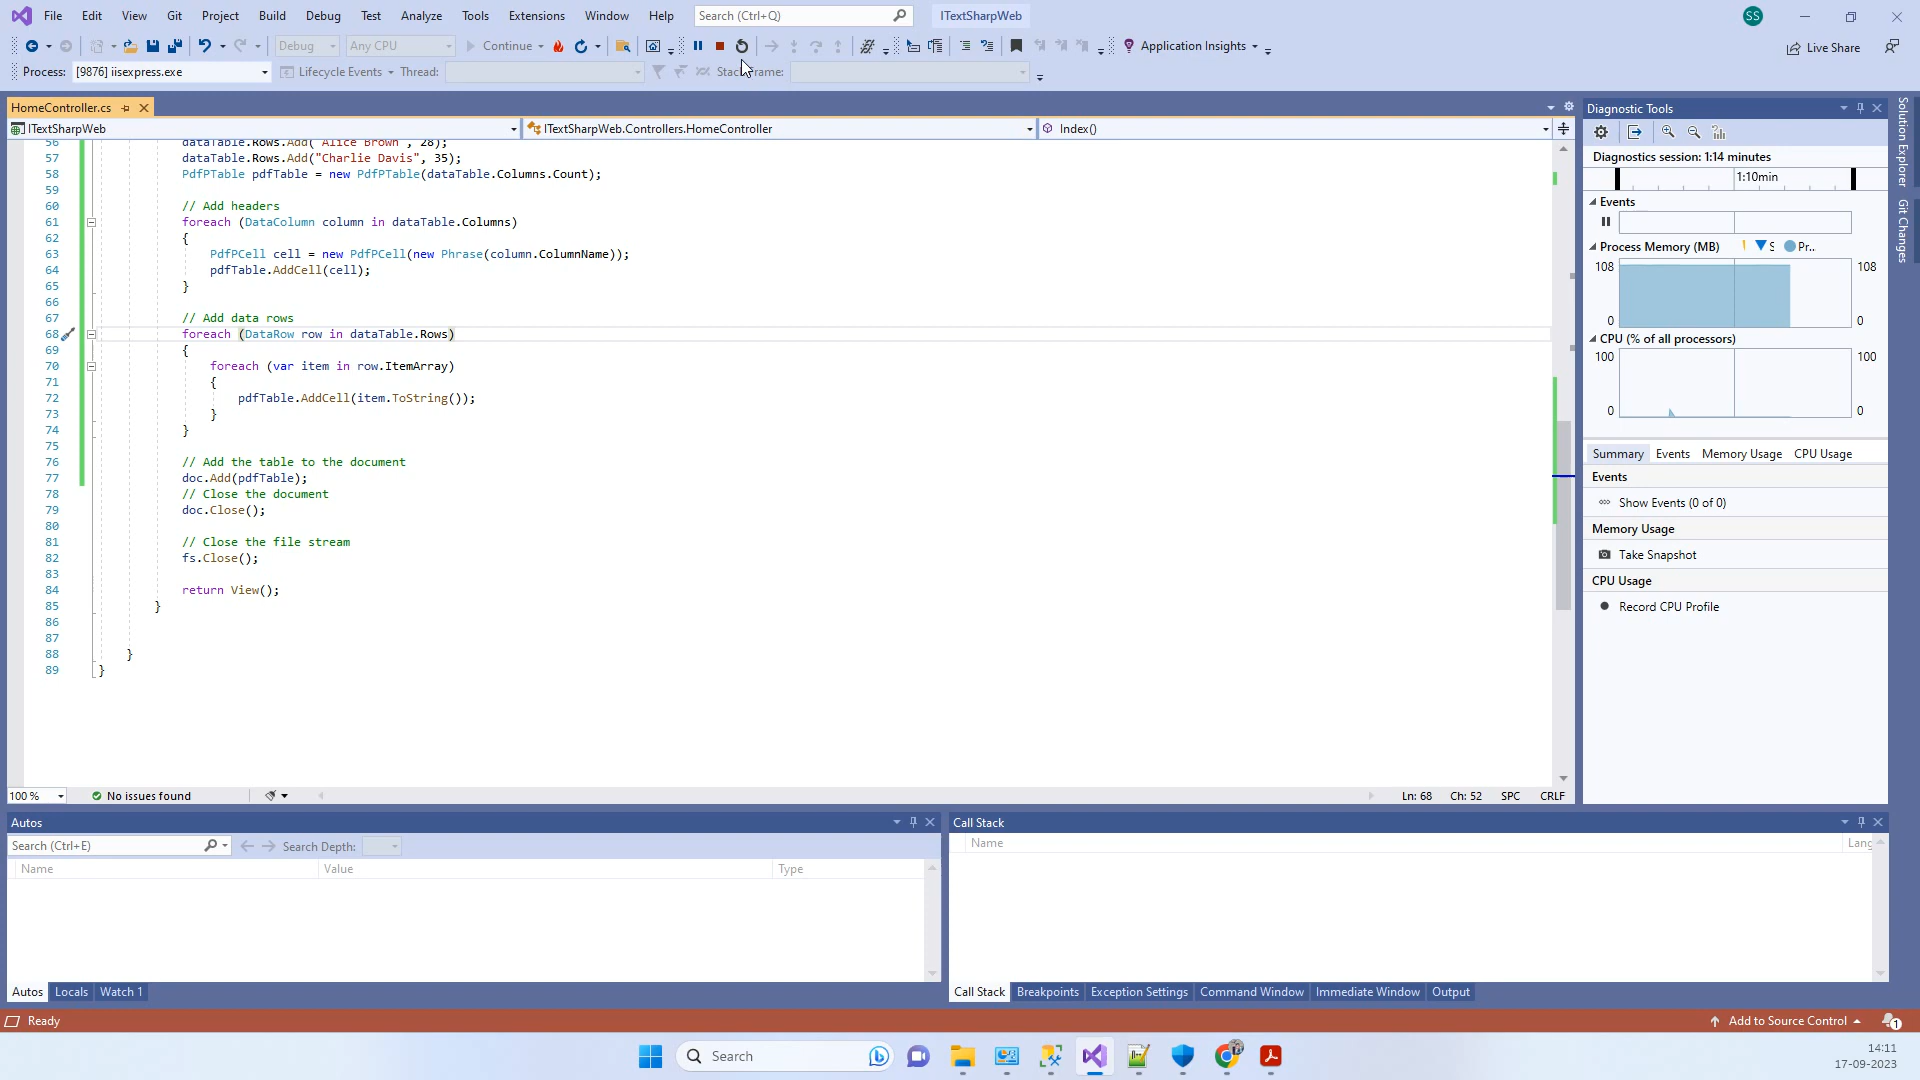 File Edit View Git Project Build Debug Test Analyze Tools Extensions Window Help Search (Ctrl+Q) ITextSharpWeb SS
Debug Any CPU Continue Application Insights Live Share
Process: [9876] iisexpress.exe Lifecycle Events Thread: Stack Frame:
HomeController.cs
ITextSharpWeb ITextSharpWeb.Controllers.HomeController Index()
56 dataTable.Rows.Add("Alice Brown", 28);
57 dataTable.Rows.Add("Charlie Davis", 35);
58 PdfPTable pdfTable = new PdfPTable(dataTable.Columns.Count);
59
60 // Add headers
61 foreach (DataColumn column in dataTable.Columns)
62 {
63 PdfPCell cell = new PdfPCell(new Phrase(column.ColumnName));
64 pdfTable.AddCell(cell);
65 }
66
67 // Add data rows
68 foreach (DataRow row in dataTable.Rows)
69 {
70 foreach (var item in row.ItemArray)
71 {
72 pdfTable.AddCell(item.ToString());
73 }
74 }
75
76 // Add the table to the document
77 doc.Add(pdfTable);
78 // Close the document
79 doc.Close();
80
81 // Close the file stream
82 fs.Close();
83
84 return View();
85 }
86
87
88 }
89 }
100 % No issues found Ln: 68 Ch: 52 SPC CRLF
Diagnostic Tools
Diagnostics session: 1:14 minutes
1:10min
Events
Process Memory (MB) S Pr...
108 108
0 0
CPU (% of all processors)
100 100
0 0
Summary Events Memory Usage CPU Usage
Events
Show Events (0 of 0)
Memory Usage
Take Snapshot
CPU Usage
Record CPU Profile
Solution Explorer
Git Changes
Autos
Search (Ctrl+E) Search Depth:
Name Value Type
Autos Locals Watch 1
Call Stack
Name Lang
Call Stack Breakpoints Exception Settings Command Window Immediate Window Output
Ready Add to Source Control 1
Search
14:11
17-09-2023